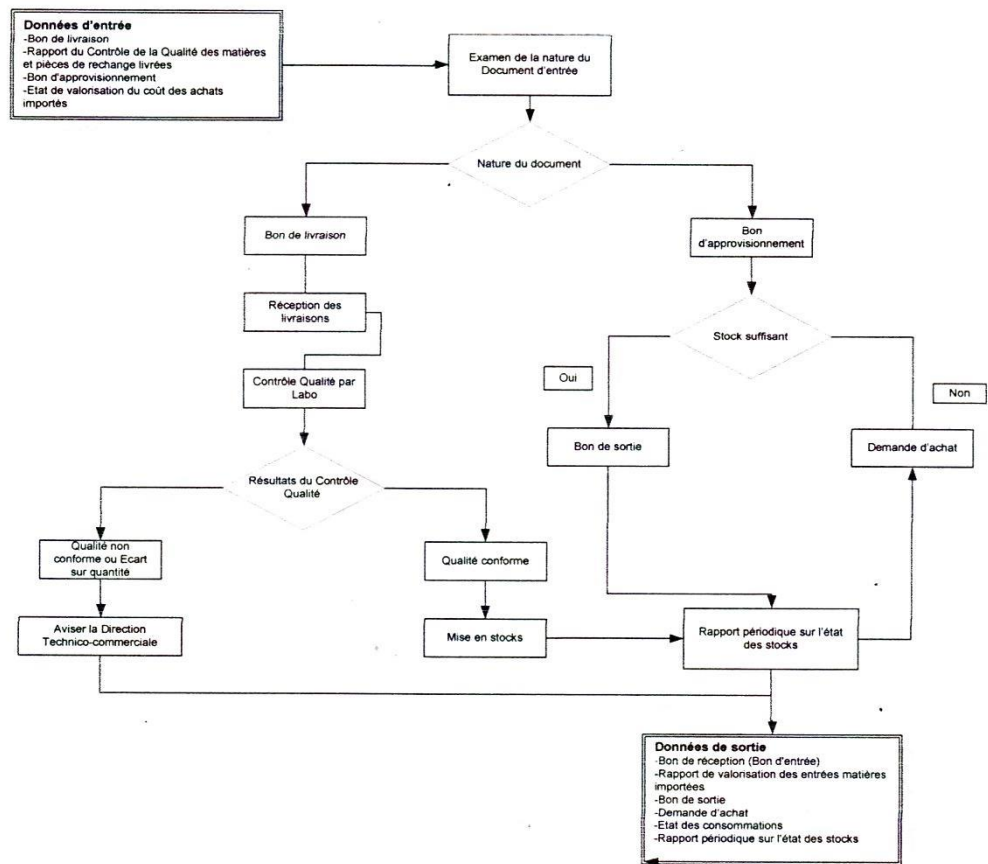 Données d'entrée
-Bon de livraison
-Rapport du Contrôle de la Qualité des matières
et pièces de rechange livrées
-Bon d'approvisionnement
-Etat de valorisation du coût des achats
importés
Examen de la nature du
Document d'entrée
Nature du document
Bon de livraison
Bon
d'approvisionnement
Réception des
livraisons
Stock suffisant
Contrôle Qualité par
Labo
Oui
Non
Bon de sortie
Demande d'achat
Résultats du Contrôle
Qualité
Qualité non
conforme ou Ecart
sur quantité
Qualité conforme
Aviser la Direction
Technico-commerciale
Mise en stocks
Rapport périodique sur l'état
des stocks
Données de sortie
-Bon de réception (Bon d'entrée)
-Rapport de valorisation des entrées matières
importées
-Bon de sortie
-Demande d'achat
-Etat des consommations
-Rapport périodique sur l'état des stocks